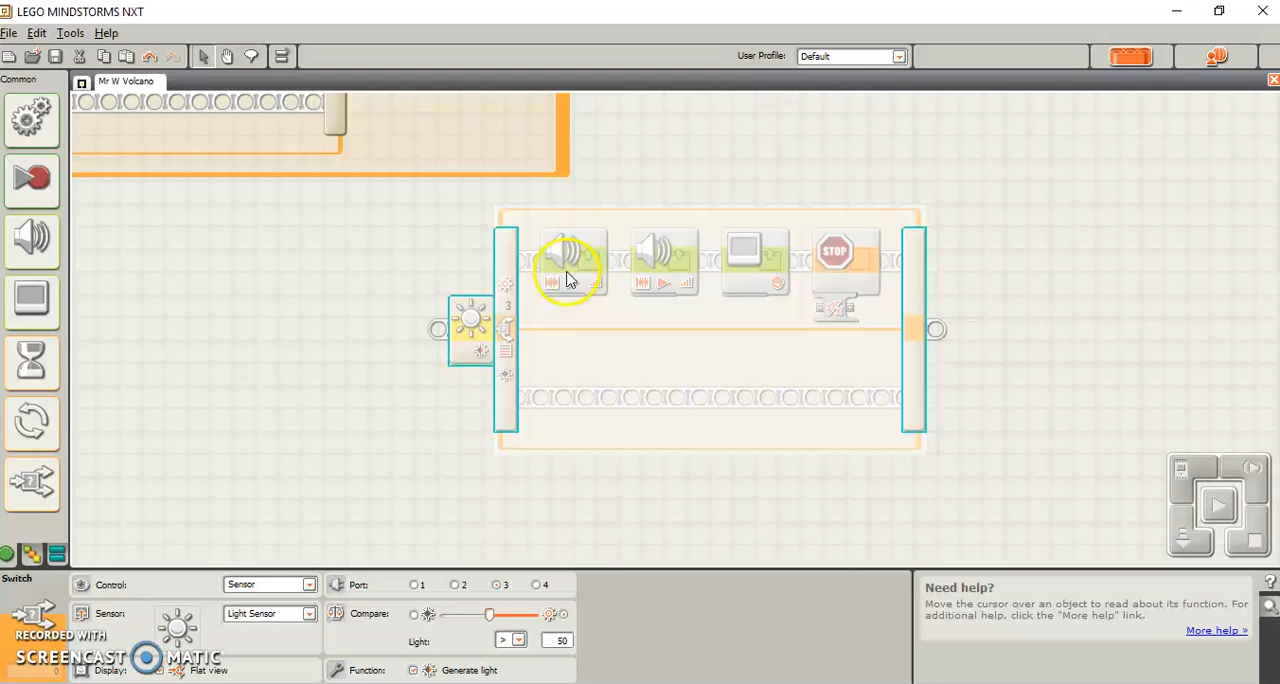 LEGO MINDSTORMS NXT
File Edit Tools Help
User Profile: Default
Common
Mr W Volcano
STOP
3
Switch
Control: Sensor
Port: 1 2 3 4
Sensor: Light Sensor
Compare:
Light: > 50
Display: Flat view
Function: Generate light
Need help?
Move the cursor over an object to read about its function. For
additional help, click the "More help" link.
More help »
RECORDED WITH
SCREENCAST MATIC